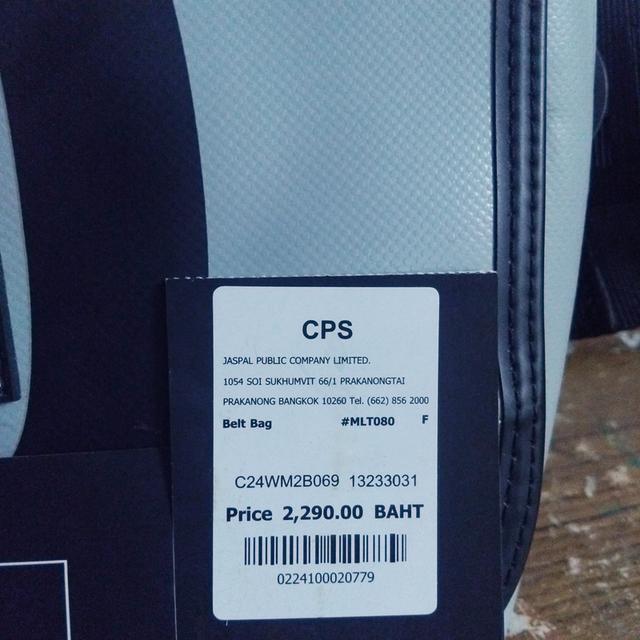 CPS
JASPAL PUBLIC COMPANY LIMITED.
1054 SOI SUKHUMVIT 66/1 PRAKANONGTAI
PRAKANONG BANGKOK 10260 Tel. (662) 856 2000
Belt Bag #MLT080 F
C24WM2B069 13233031
Price 2,290.00 BAHT
0224100020779